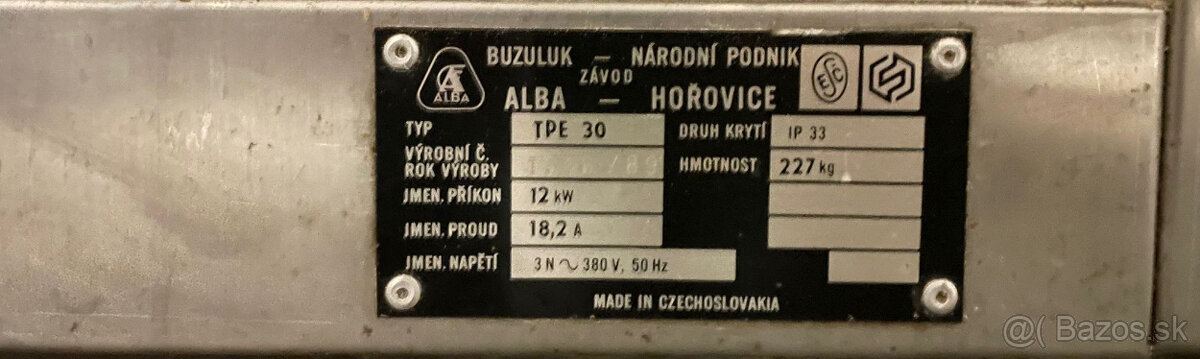 BUZULUK – NÁRODNÍ PODNIK
ZÁVOD
ALBA – HOŘOVICE
ALBA
ESČ
TYP TPE 30 DRUH KRYTÍ IP 33
VÝROBNÍ Č.
ROK VÝROBY /89 HMOTNOST 227 kg
JMEN. PŘÍKON 12 kW
JMEN. PROUD 18,2 A
JMEN. NAPĚTÍ 3 N ~ 380 V, 50 Hz
MADE IN CZECHOSLOVAKIA
@( Bazos.sk